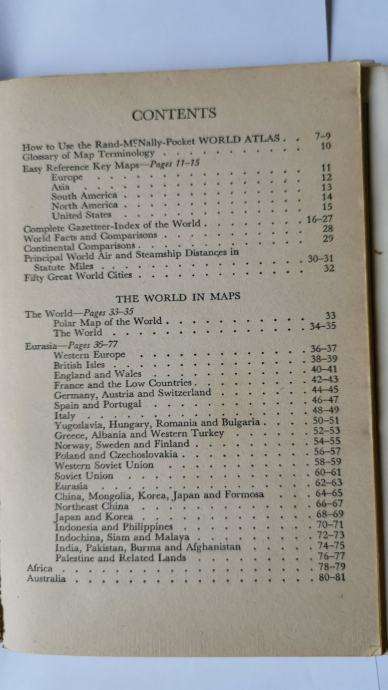 CONTENTS
How to Use the Rand-McNally-Pocket WORLD ATLAS . . 7–9
Glossary of Map Terminology . . . . . . . . . 10
Easy Reference Key Maps—Pages 11–15
Europe . . . . . . . . . . . . 11
Asia . . . . . . . . . . . . 12
South America . . . . . . . . . . 13
North America . . . . . . . . . . 14
United States . . . . . . . . . . 15
Complete Gazetteer-Index of the World . . . . . . 16–27
World Facts and Comparisons . . . . . . . . 28
Continental Comparisons . . . . . . . . . 29
Principal World Air and Steamship Distances in
Statute Miles . . . . . . . . . . 30–31
Fifty Great World Cities . . . . . . . . . 32
THE WORLD IN MAPS
The World—Pages 33–35
Polar Map of the World . . . . . . . . 33
The World . . . . . . . . . . 34–35
Eurasia—Pages 36–77
Western Europe . . . . . . . . . 36–37
British Isles . . . . . . . . . . 38–39
England and Wales . . . . . . . . 40–41
France and the Low Countries . . . . . . 42–43
Germany, Austria and Switzerland . . . . . 44–45
Spain and Portugal . . . . . . . . 46–47
Italy . . . . . . . . . . . 48–49
Yugoslavia, Hungary, Romania and Bulgaria . . . 50–51
Greece, Albania and Western Turkey . . . . 52–53
Norway, Sweden and Finland . . . . . . 54–55
Poland and Czechoslovakia . . . . . . . 56–57
Western Soviet Union . . . . . . . 58–59
Soviet Union . . . . . . . . . 60–61
Eurasia . . . . . . . . . . 62–63
China, Mongolia, Korea, Japan and Formosa . . . 64–65
Northeast China . . . . . . . . 66–67
Japan and Korea . . . . . . . . 68–69
Indonesia and Philippines . . . . . . 70–71
Indochina, Siam and Malaya . . . . . . 72–73
India, Pakistan, Burma and Afghanistan . . . . 74–75
Palestine and Related Lands . . . . . . 76–77
Africa . . . . . . . . . . . . 78–79
Australia . . . . . . . . . . . 80–81